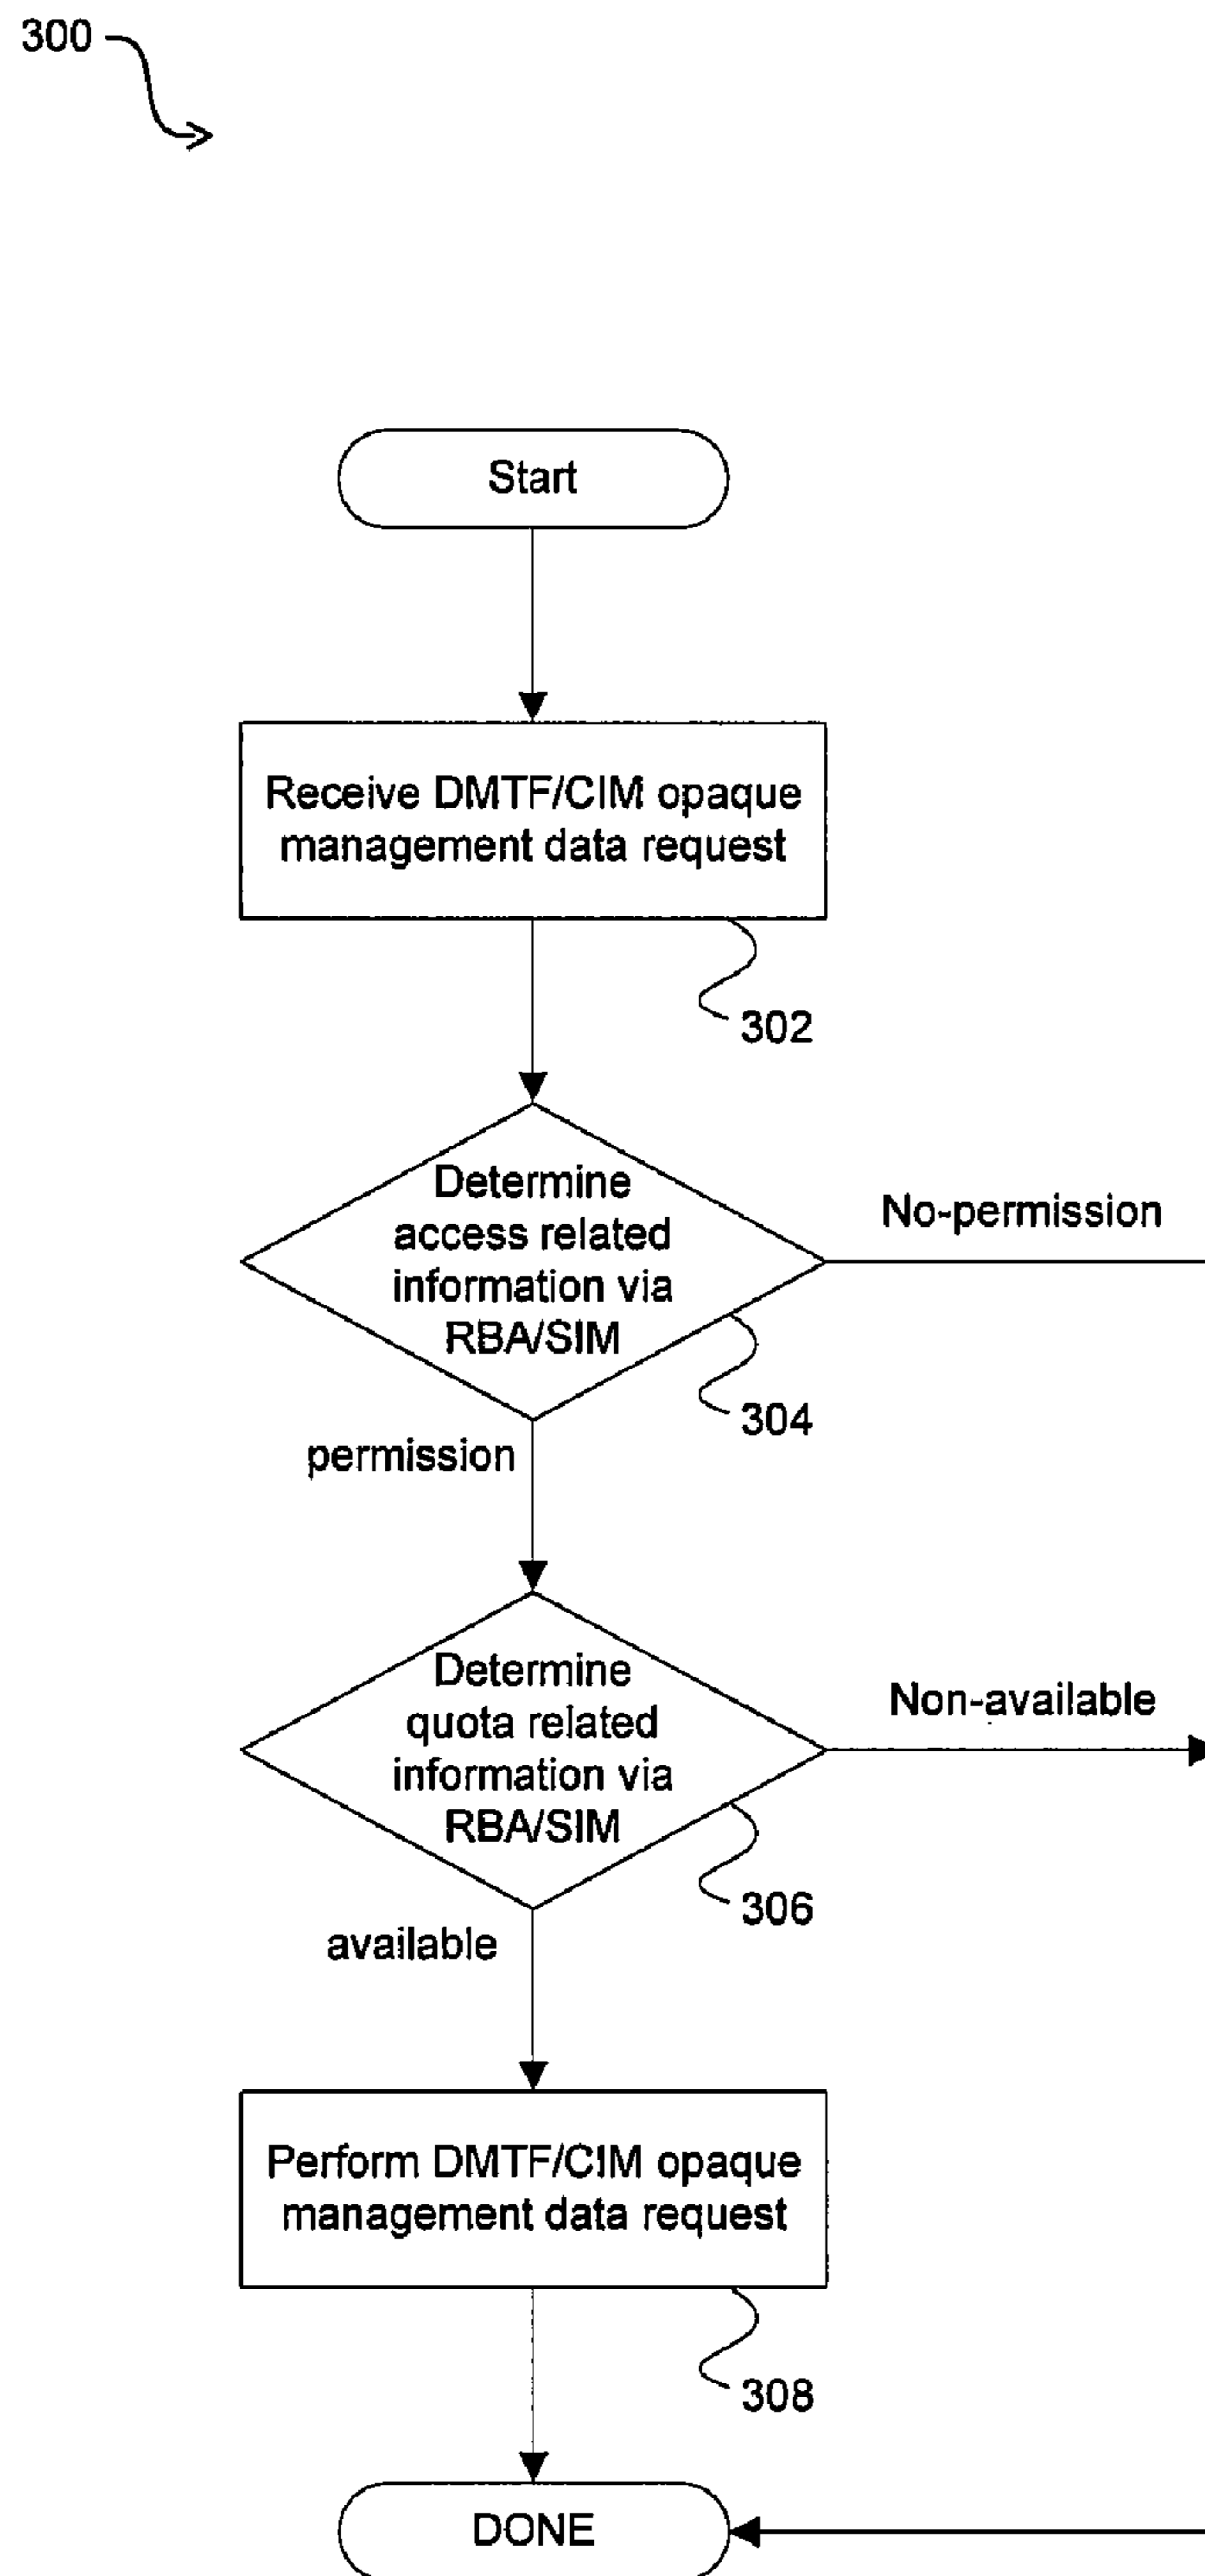 300
Start
Receive DMTF/CIM opaque
management data request
302
Determine
access related
information via
RBA/SIM
No-permission
304
permission
Determine
quota related
information via
RBA/SIM
Non-available
306
available
Perform DMTF/CIM opaque
management data request
308
DONE